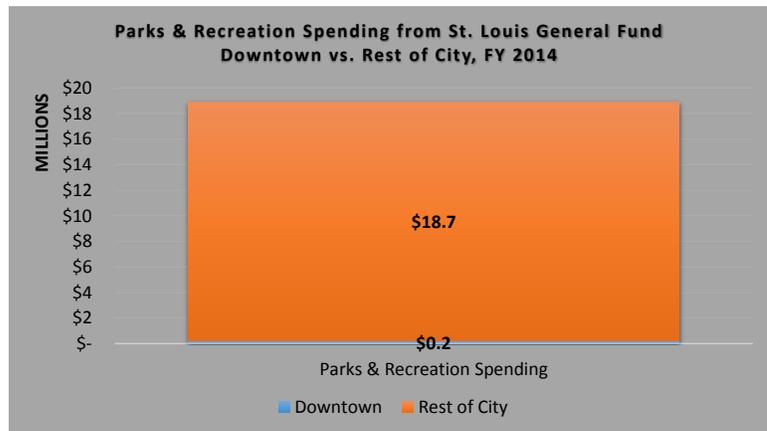 Parks & Recreation Spending from St. Louis General Fund
Downtown vs. Rest of City, FY 2014
MILLIONS
$20
$18
$16
$14
$12
$10
$8
$6
$4
$2
$-
$18.7
$0.2
Parks & Recreation Spending
Downtown Rest of City